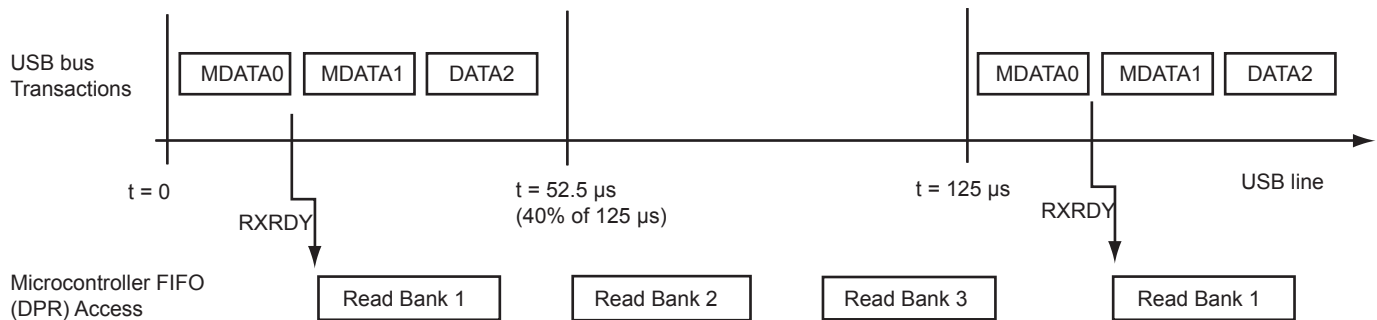 USB bus
Transactions
MDATA0 MDATA1 DATA2 MDATA0 MDATA1 DATA2
t = 0
t = 52.5 µs
(40% of 125 µs)
t = 125 µs
USB line
RXRDY RXRDY
Microcontroller FIFO
(DPR) Access
Read Bank 1 Read Bank 2 Read Bank 3 Read Bank 1